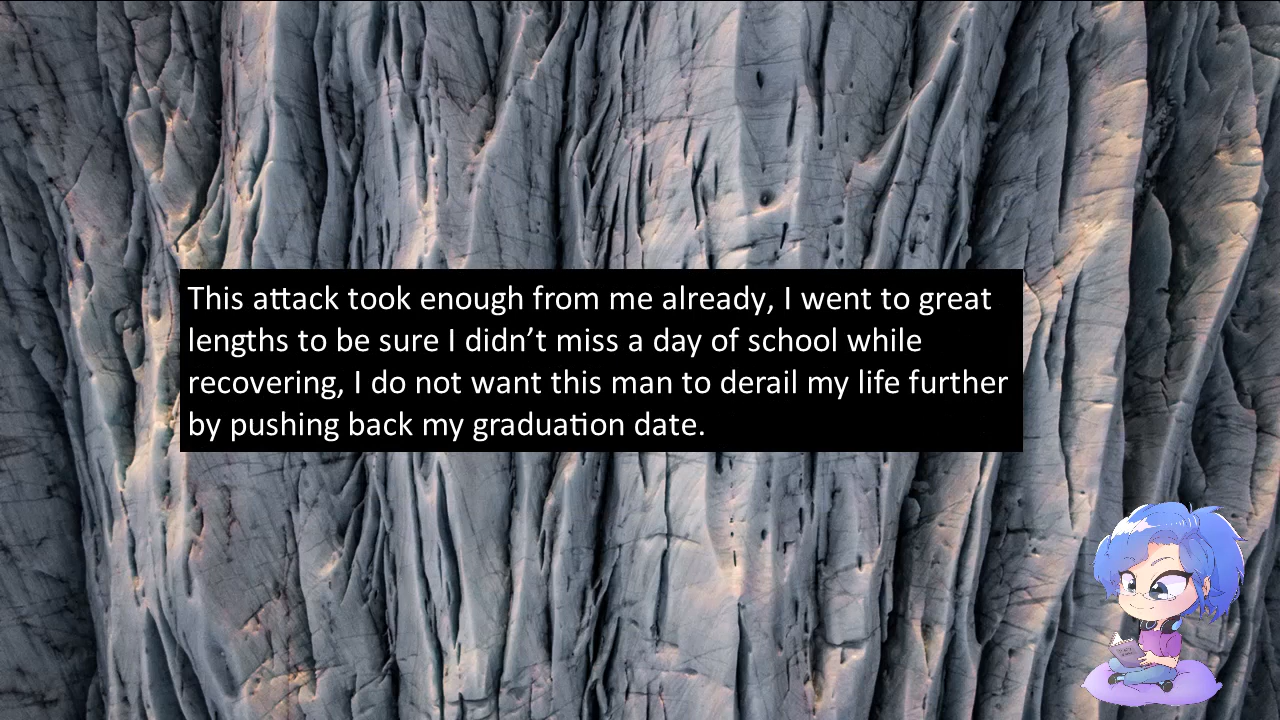 This attack took enough from me already, I went to great
lengths to be sure I didn’t miss a day of school while
recovering, I do not want this man to derail my life further
by pushing back my graduation date.